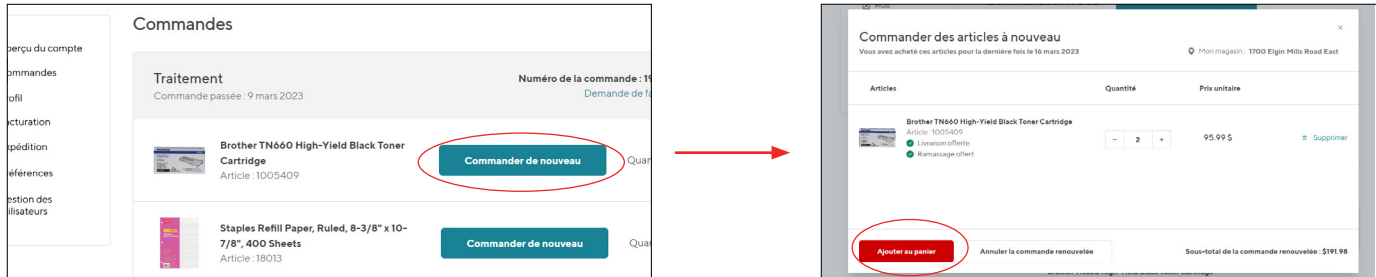 Commandes
perçu du compte
ommandes
ofil
cturation
xpédition
éférences
estion des
ilisateurs
Traitement
Commande passée : 9 mars 2023
Numéro de la commande : 19
Demande de fa
Brother TN660 High-Yield Black Toner
Cartridge
Article : 1005409
Commander de nouveau
Quan
Staples Refill Paper, Ruled, 8-3/8" x 10-
7/8", 400 Sheets
Article : 18013
Commander de nouveau
Quar
Profil
Commander des articles à nouveau
Vous avez acheté ces articles pour la dernière fois le 16 mars 2023
Mon magasin : 1700 Elgin Mills Road East
Articles
Quantité
Prix unitaire
Brother TN660 High-Yield Black Toner Cartridge
Article : 1005409
Livraison offerte
Ramassage offert
- 2 +
95.99 $
Supprimer
Ajouter au panier
Annuler la commande renouvelée
Sous-total de la commande renouvelée : $191.98